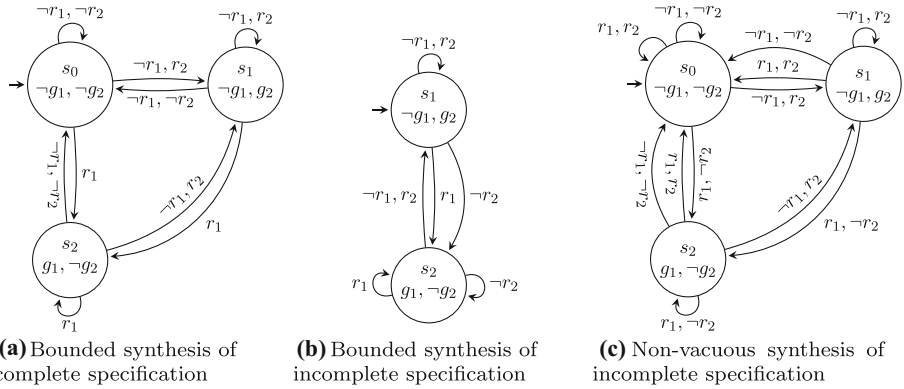 ¬r₁, ¬r₂
s₀
¬g₁, ¬g₂
¬r₁, r₂
¬r₁, ¬r₂
¬r₁, r₂
s₁
¬g₁, g₂
¬r₁, ¬r₂
r₁
¬r₁, r₂
r₁
s₂
g₁, ¬g₂
r₁
(a) Bounded synthesis of
complete specification
¬r₁, r₂
s₁
¬g₁, g₂
¬r₁, r₂
r₁
¬r₂
s₂
g₁, ¬g₂
r₁
¬r₂
(b) Bounded synthesis of
incomplete specification
r₁, r₂
¬r₁, ¬r₂
s₀
¬g₁, ¬g₂
¬r₁, ¬r₂
r₁, r₂
¬r₁, r₂
¬r₁, r₂
s₁
¬g₁, g₂
¬r₁, ¬r₂
r₁, r₂
r₁, ¬r₂
¬r₁, r₂
r₁, ¬r₂
s₂
g₁, ¬g₂
r₁, ¬r₂
(c) Non-vacuous synthesis of
incomplete specification